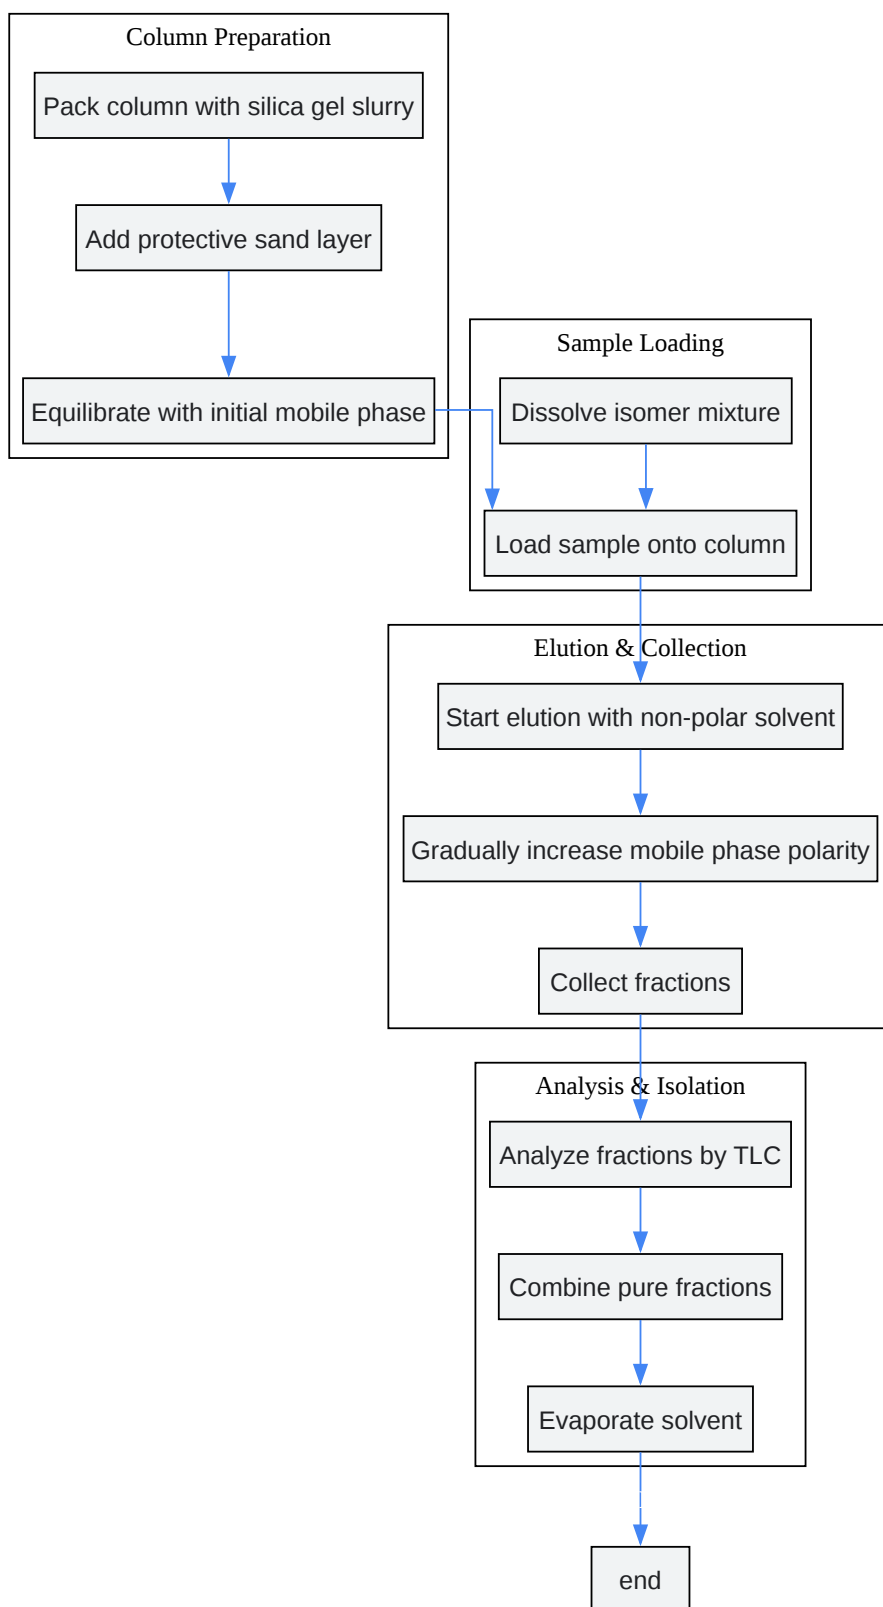 Column Preparation
Pack column with silica gel slurry
Add protective sand layer
Equilibrate with initial mobile phase
Sample Loading
Dissolve isomer mixture
Load sample onto column
Elution & Collection
Start elution with non-polar solvent
Gradually increase mobile phase polarity
Collect fractions
Analysis & Isolation
Analyze fractions by TLC
Combine pure fractions
Evaporate solvent
end